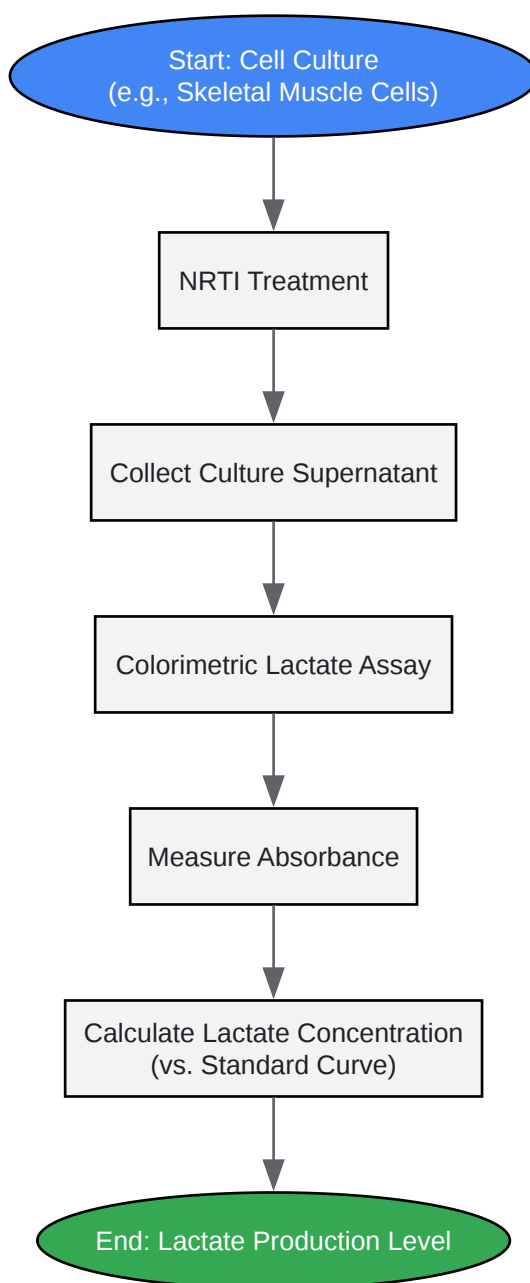 Start: Cell Culture
(e.g., Skeletal Muscle Cells)
NRTI Treatment
Collect Culture Supernatant
Colorimetric Lactate Assay
Measure Absorbance
Calculate Lactate Concentration
(vs. Standard Curve)
End: Lactate Production Level